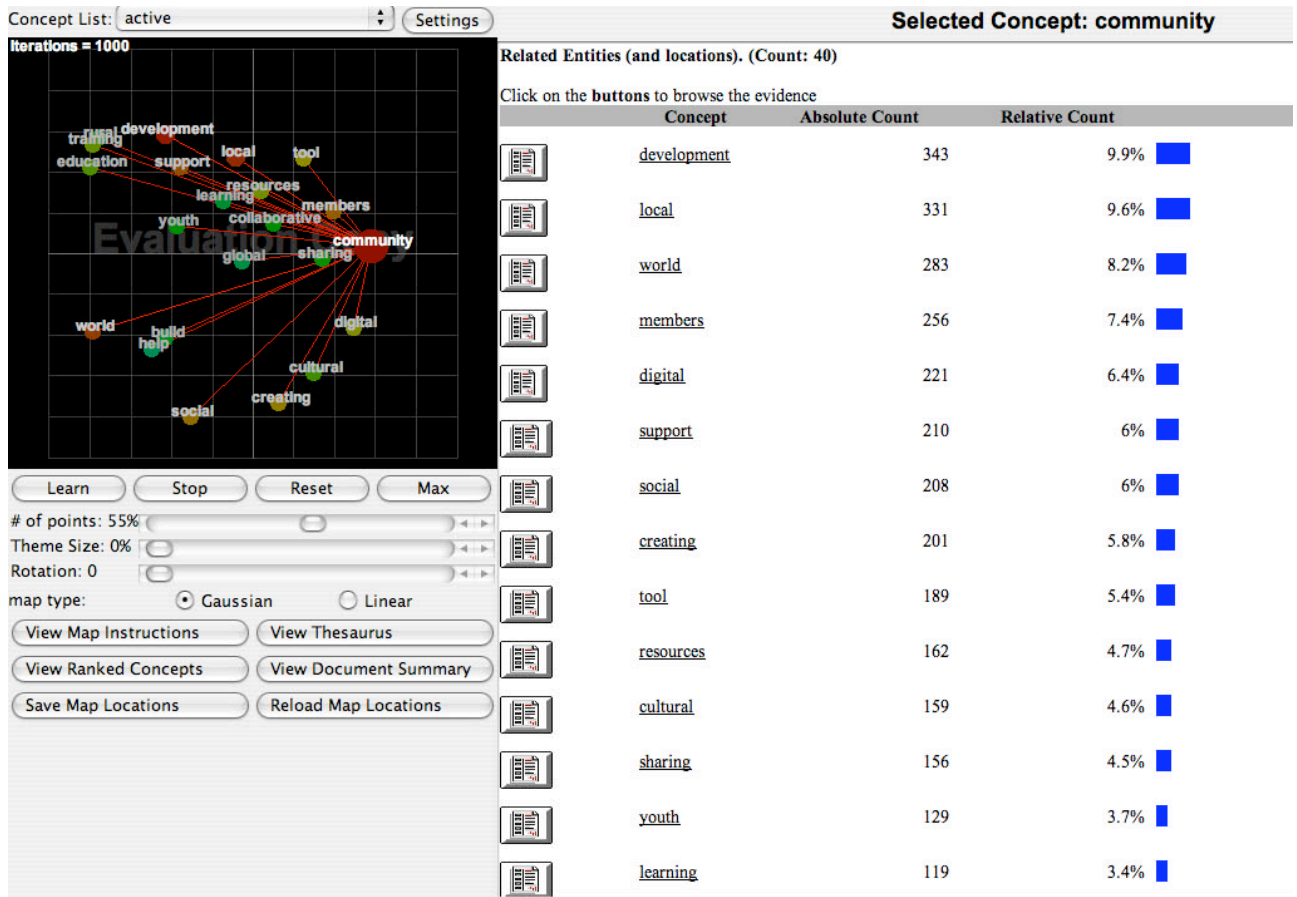 Concept List: active Settings
Iterations = 1000
rural development
training
local tool
education support
resources
learning members
youth collaborative
Evaluation Copy
community
global sharing
world build digital
help
cultural
creating
social
Learn Stop Reset Max
# of points: 55%
Theme Size: 0%
Rotation: 0
map type: Gaussian Linear
View Map Instructions View Thesaurus
View Ranked Concepts View Document Summary
Save Map Locations Reload Map Locations
Selected Concept: community
Related Entities (and locations). (Count: 40)
Click on the buttons to browse the evidence
Concept Absolute Count Relative Count
development 343 9.9%
local 331 9.6%
world 283 8.2%
members 256 7.4%
digital 221 6.4%
support 210 6%
social 208 6%
creating 201 5.8%
tool 189 5.4%
resources 162 4.7%
cultural 159 4.6%
sharing 156 4.5%
youth 129 3.7%
learning 119 3.4%